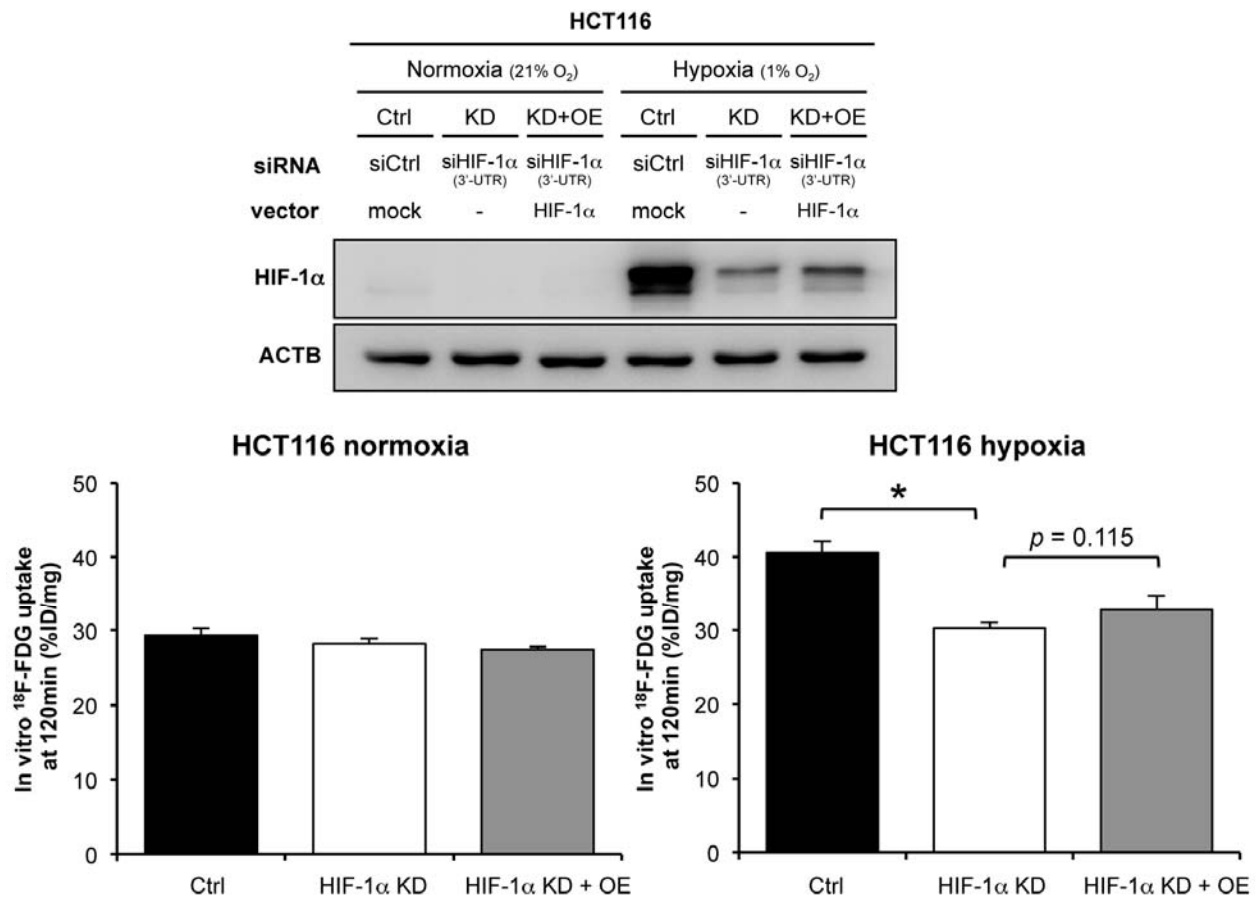 HCT116
Normoxia (21% O₂) Hypoxia (1% O₂)
Ctrl KD KD+OE Ctrl KD KD+OE
siRNA siCtrl siHIF-1α siHIF-1α siCtrl siHIF-1α siHIF-1α
(3'-UTR) (3'-UTR) (3'-UTR) (3'-UTR)
vector mock - HIF-1α mock - HIF-1α
HIF-1α
ACTB
HCT116 normoxia
50
40
30
20
10
0
In vitro ¹⁸F-FDG uptake
at 120min (%ID/mg)
Ctrl HIF-1α KD HIF-1α KD + OE
HCT116 hypoxia
50
40
30
20
10
0
In vitro ¹⁸F-FDG uptake
at 120min (%ID/mg)
*
p = 0.115
Ctrl HIF-1α KD HIF-1α KD + OE